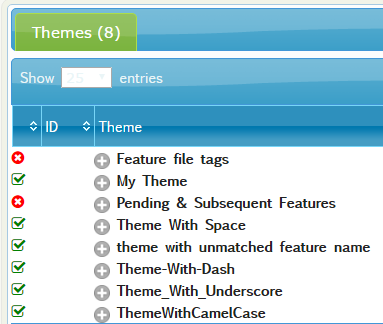 Themes (8)
Show 25 entries
ID Theme
Feature file tags
My Theme
Pending & Subsequent Features
Theme With Space
theme with unmatched feature name
Theme-With-Dash
Theme_With_Underscore
ThemeWithCamelCase